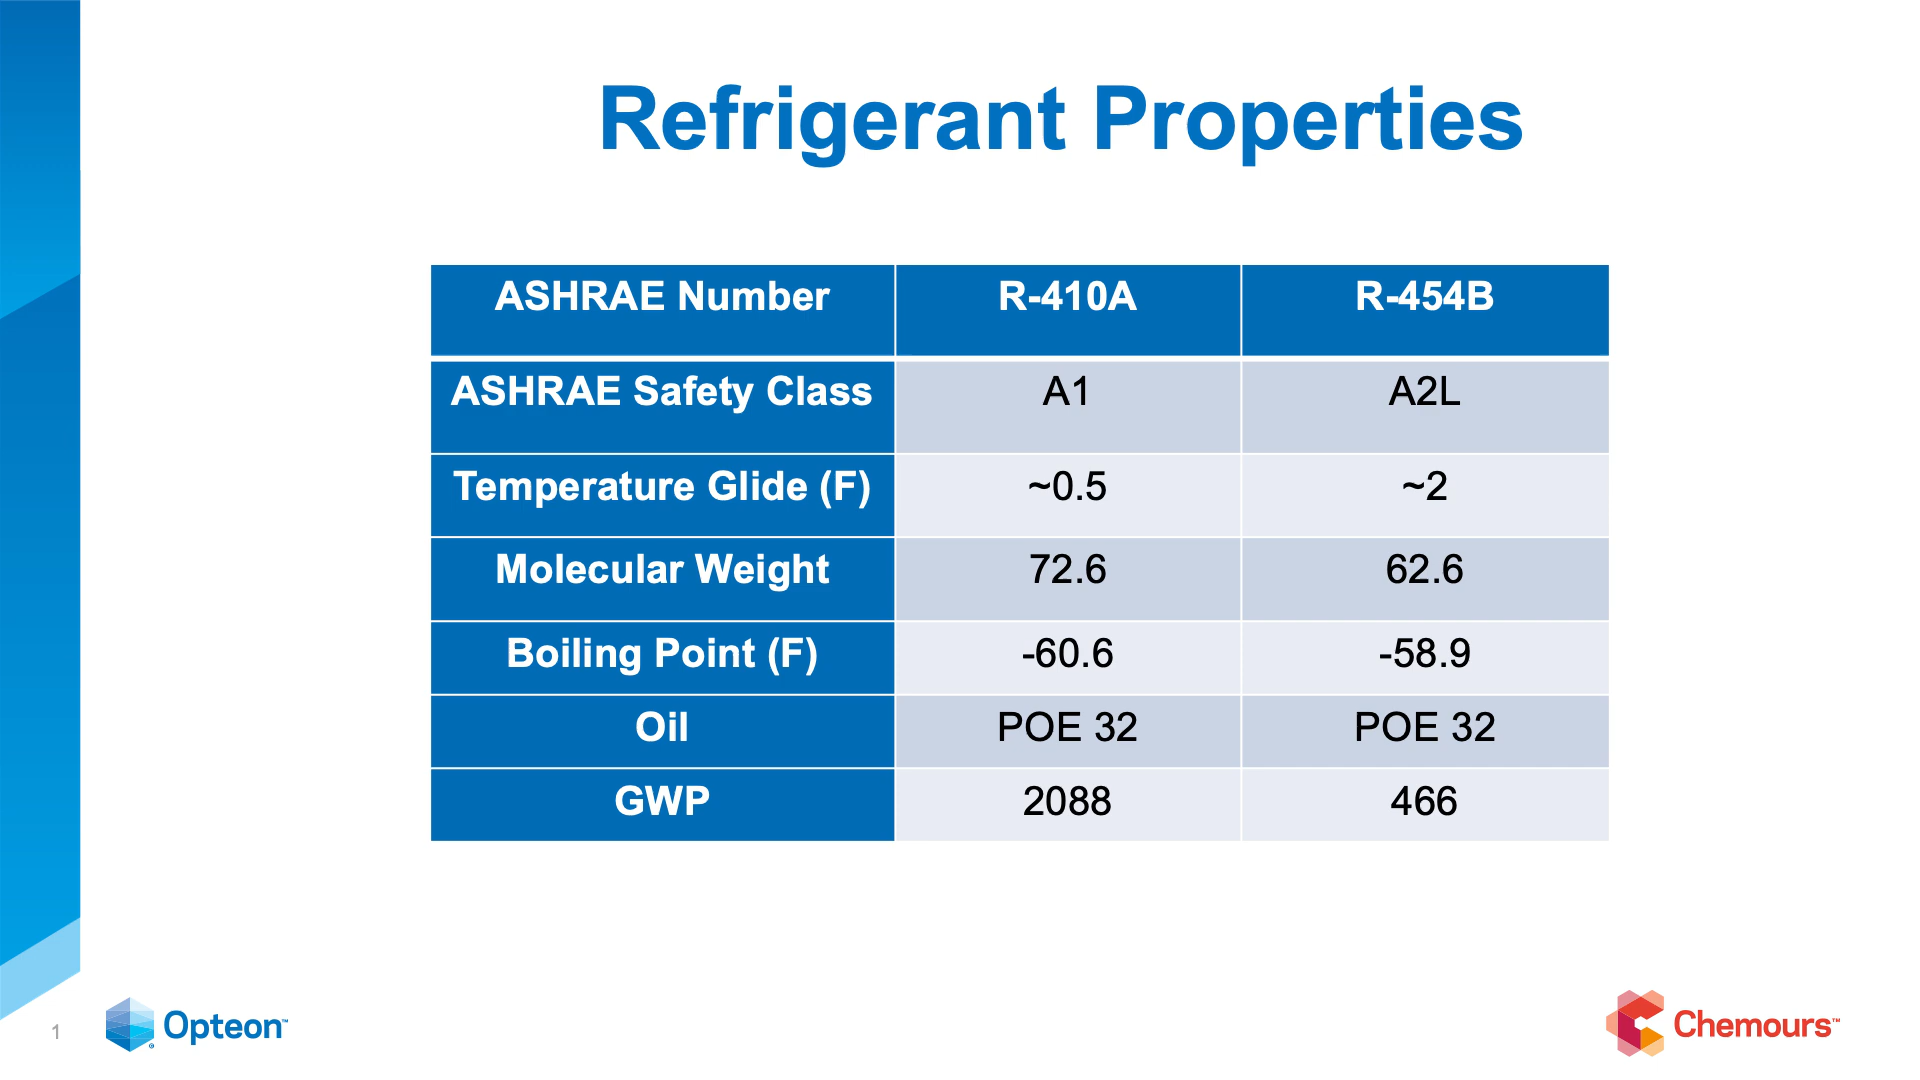 Refrigerant Properties
ASHRAE Number R-410A R-454B
ASHRAE Safety Class A1 A2L
Temperature Glide (F) ~0.5 ~2
Molecular Weight 72.6 62.6
Boiling Point (F) -60.6 -58.9
Oil POE 32 POE 32
GWP 2088 466
1 Opteon™ Chemours™